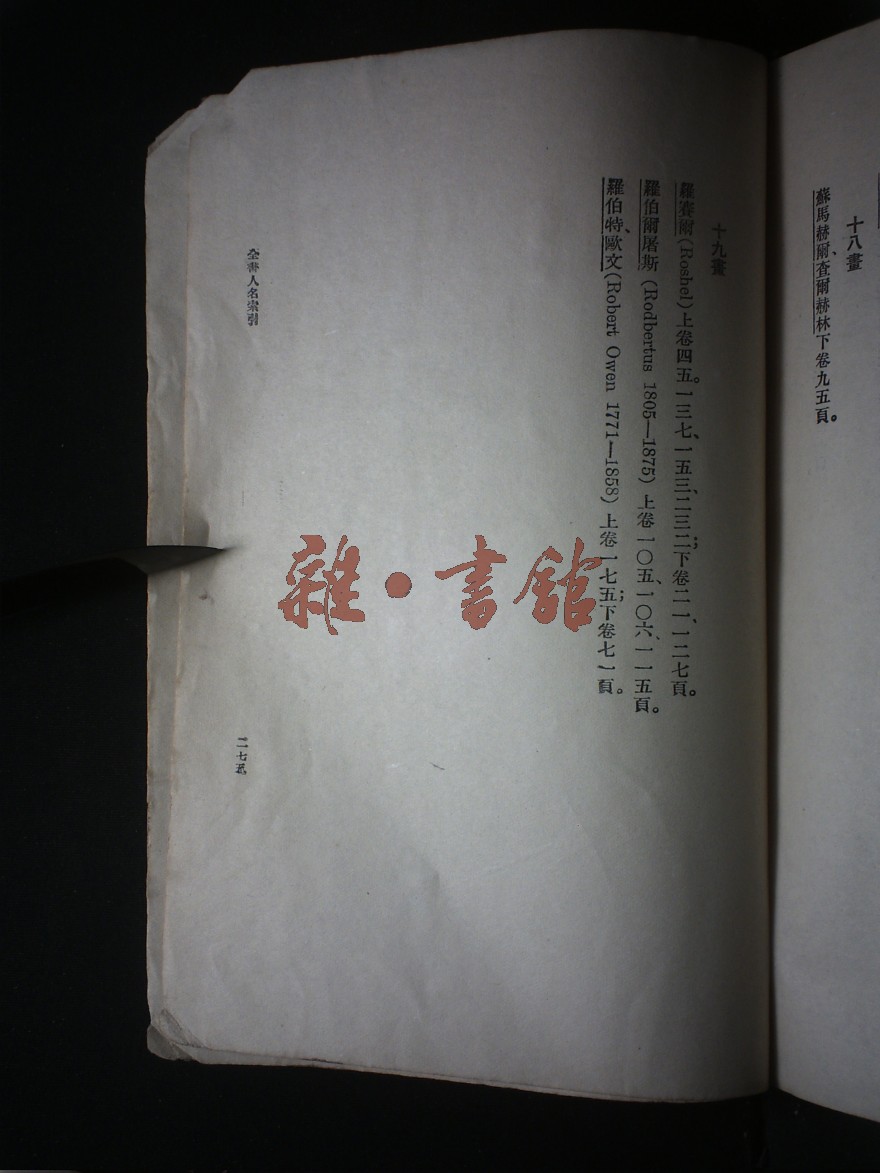 十八畫
蘇馬赫爾、查爾赫林下卷九五頁。
十九畫
羅賽爾(Roshel)上卷四五。一三七、一五三、二三二;下卷二一、一二七頁。
羅伯爾屠斯(Rodbertus 1805—1875)上卷一〇五、一〇六、一一五頁。
羅伯特、歐文(Robert Owen 1771—1858)上卷一七五;下卷七一頁。
全書人名索引
二七五
雜·書館